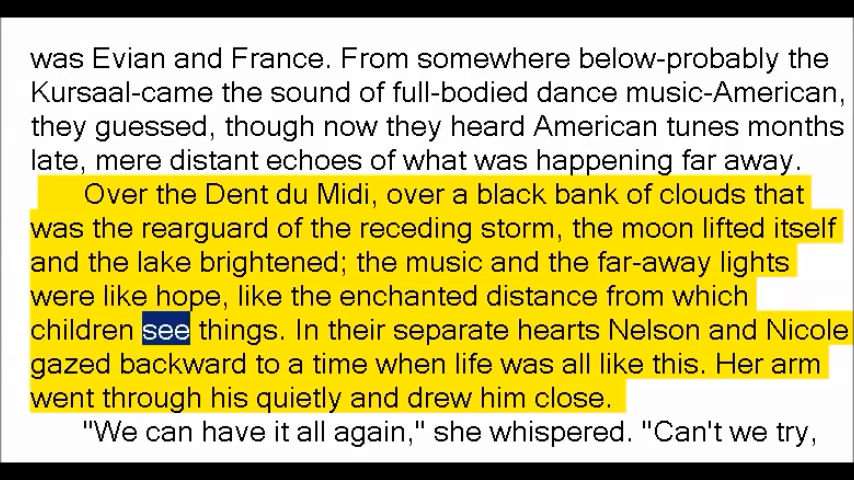 was Evian and France. From somewhere below-probably the
Kursaal-came the sound of full-bodied dance music-American,
they guessed, though now they heard American tunes months
late, mere distant echoes of what was happening far away.
Over the Dent du Midi, over a black bank of clouds that
was the rearguard of the receding storm, the moon lifted itself
and the lake brightened; the music and the far-away lights
were like hope, like the enchanted distance from which
children see things. In their separate hearts Nelson and Nicole
gazed backward to a time when life was all like this. Her arm
went through his quietly and drew him close.
"We can have it all again," she whispered. "Can't we try,